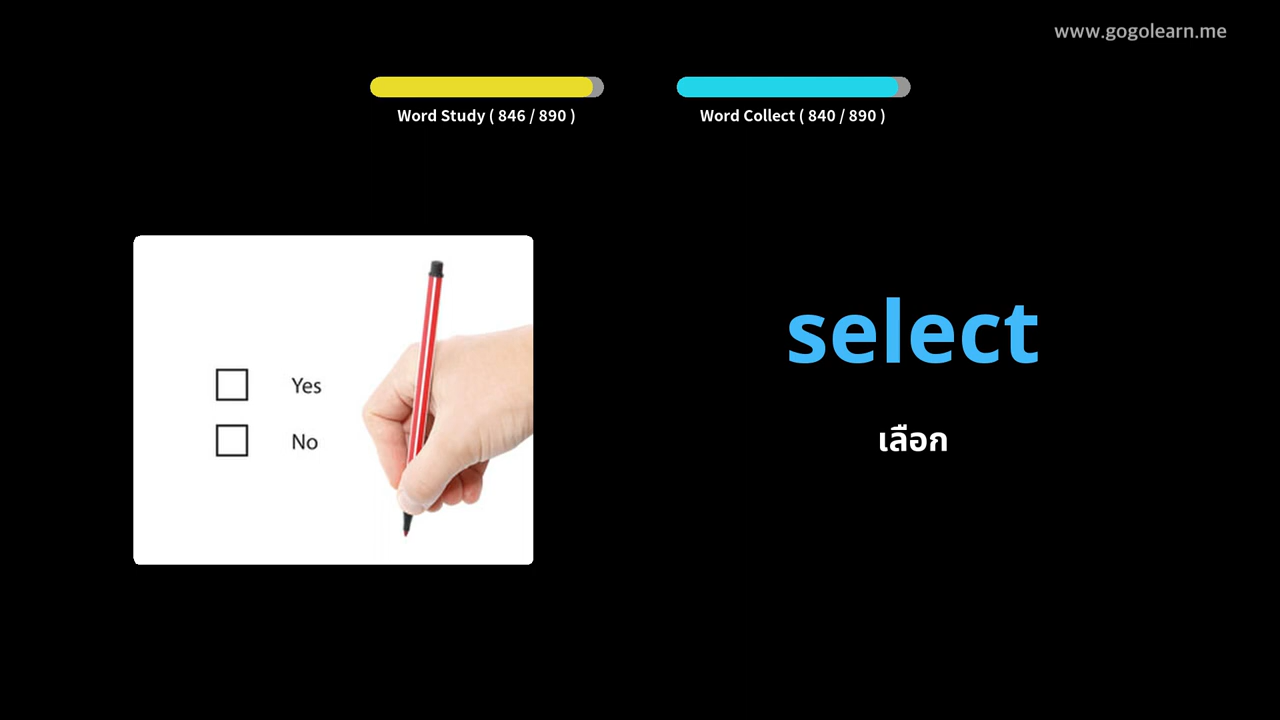 www.gogolearn.me
Word Study ( 846 / 890 )
Word Collect ( 840 / 890 )
Yes
No
select
เลือก